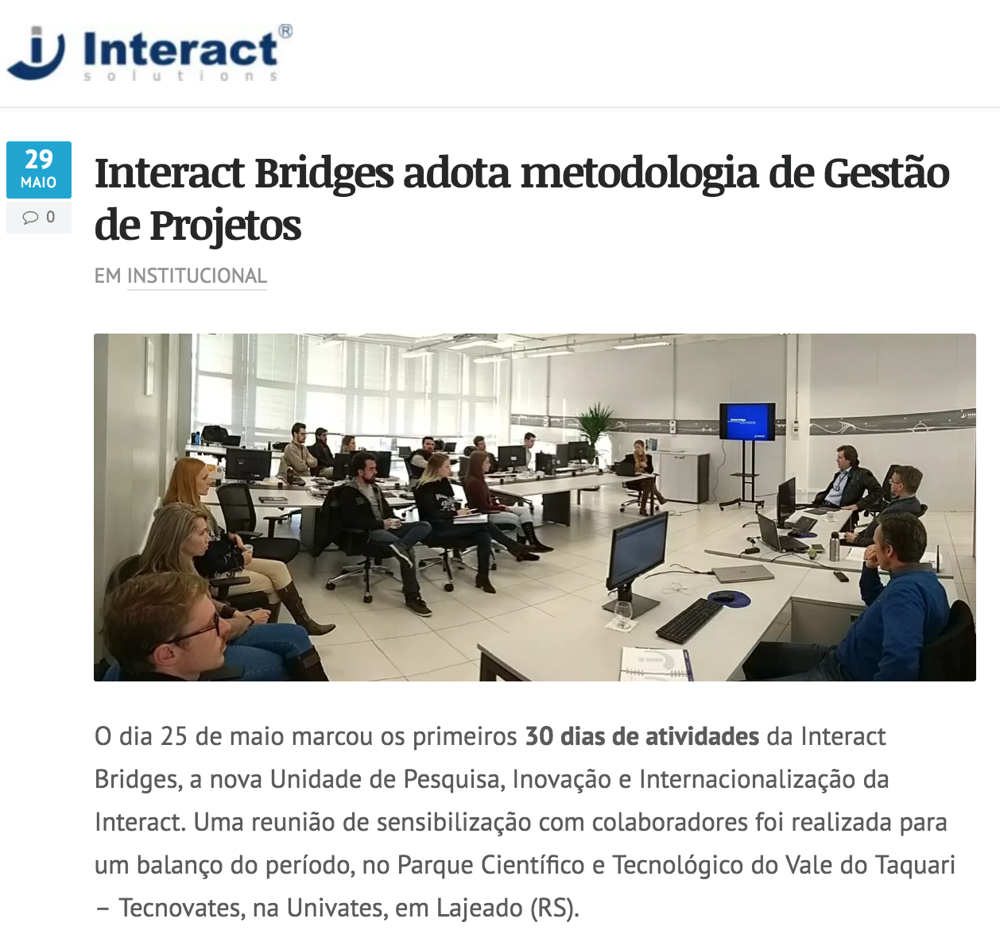 Interact®
solutions
29
MAIO
0
Interact Bridges adota metodologia de Gestão
de Projetos
EM INSTITUCIONAL
O dia 25 de maio marcou os primeiros 30 dias de atividades da Interact
Bridges, a nova Unidade de Pesquisa, Inovação e Internacionalização da
Interact. Uma reunião de sensibilização com colaboradores foi realizada para
um balanço do período, no Parque Científico e Tecnológico do Vale do Taquari
– Tecnovates, na Univates, em Lajeado (RS).